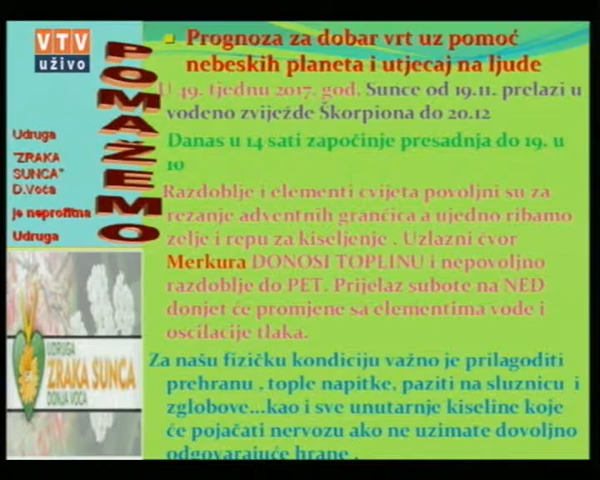 VTV
uživo
POMAŽEMO
Udruga
"ZRAKA
SUNCA"
D.Voća
je neprofitna
Udruga
UDRUGA
ZRAKA SUNCA
DONJA VOĆA
Prognoza za dobar vrt uz pomoć
nebeskih planeta i utjecaj na ljude
U 49. tjednu 2017. god. Sunce od 19.11. prelazi u
vodeno zviježde Škorpiona do 20.12
Danas u 14 sati započinje presadnja do 19. u
10
Razdoblje i elementi cvijeta povoljni su za
rezanje adventnih grančica a ujedno ribamo
zelje i repu za kiseljenje . Uzlazni čvor
Merkura DONOSI TOPLINU i nepovoljno
razdoblje do PET. Prijelaz subote na NED
donjet će promjene sa elementima vode i
oscilacije tlaka.
Za našu fizičku kondiciju važno je prilagoditi
prehranu , tople napitke, paziti na sluznicu i
zglobove...kao i sve unutarnje kiseline koje
će pojačati nervozu ako ne uzimate dovoljno
odgovarajuće hrane .